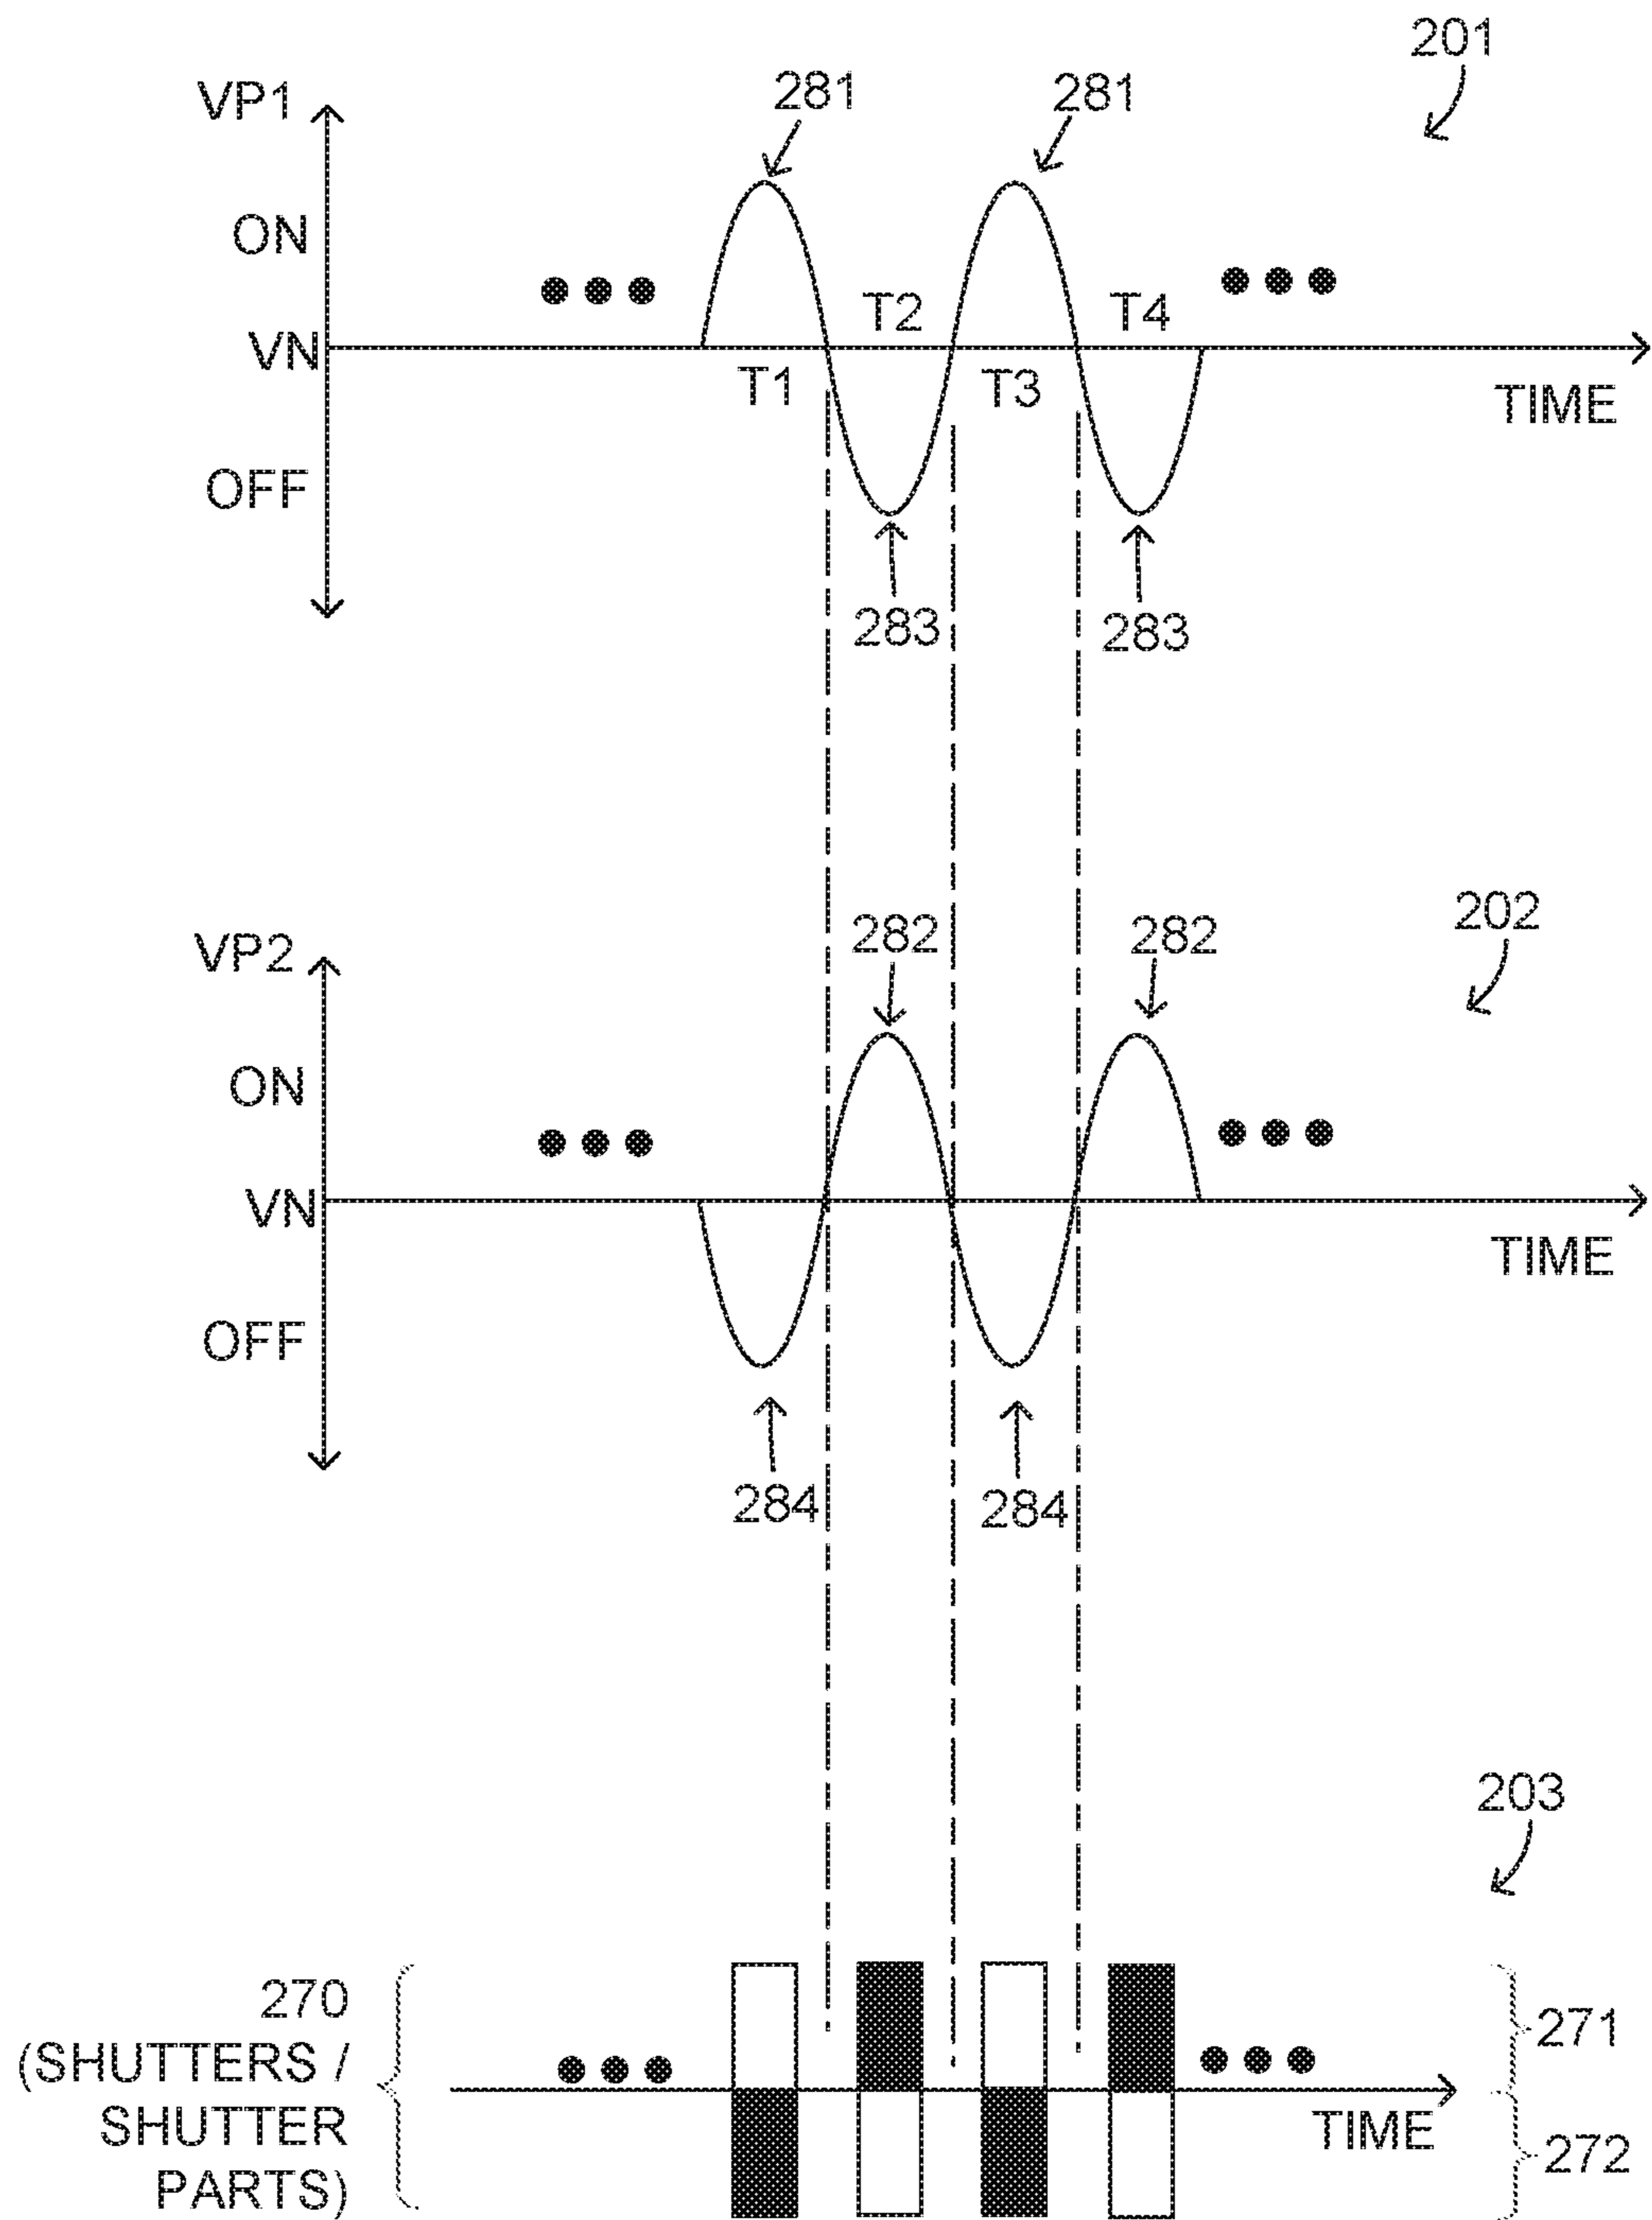 201
VP1
281
281
ON
T2
T4
VN
T1
T3
TIME
OFF
283
283
202
VP2
282
282
ON
VN
TIME
OFF
284
284
203
270
(SHUTTERS /
SHUTTER
PARTS)
271
TIME
272